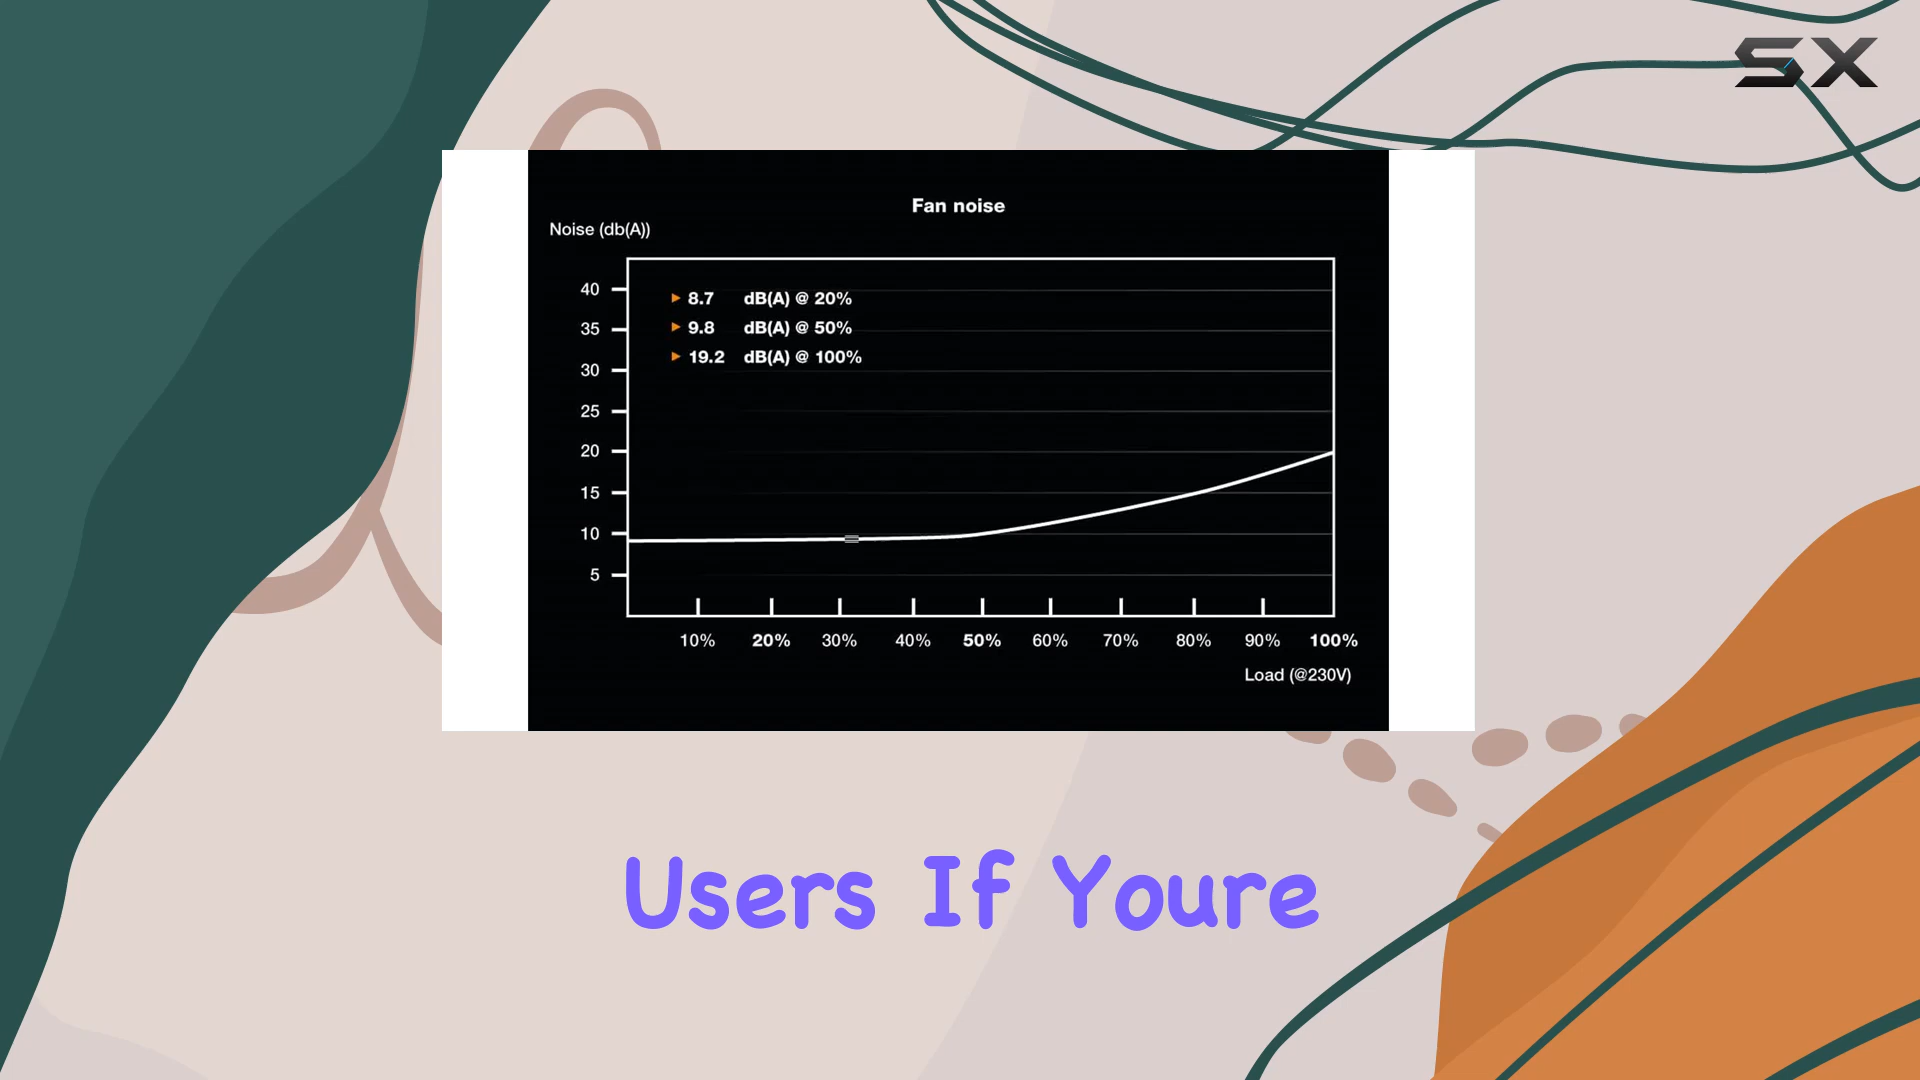 SX
Fan noise
Noise (db(A))
40
35
30
25
20
15
10
5
▶ 8.7 dB(A) @ 20%
▶ 9.8 dB(A) @ 50%
▶ 19.2 dB(A) @ 100%
10% 20% 30% 40% 50% 60% 70% 80% 90% 100%
Load (@230V)
Users If Youre